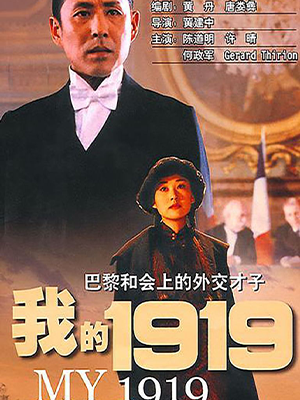 编剧：黄丹 唐娄彝
导演：黄建中
主演：陈道明 许晴
何政军 Gerard Thirion
巴黎和会上的外交才子
我的1919
MY 1919